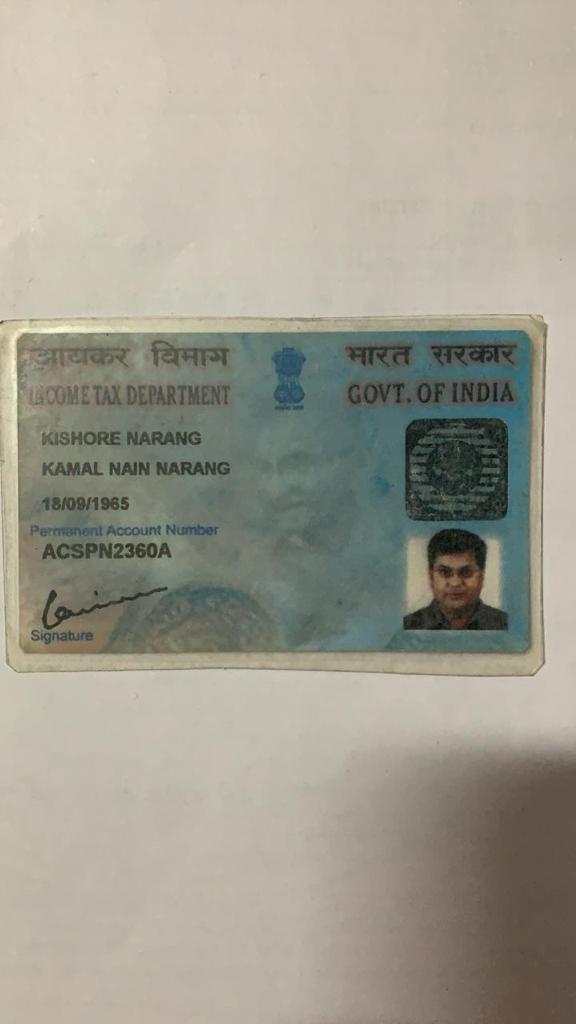 आयकर विभाग
INCOME TAX DEPARTMENT
भारत सरकार
GOVT. OF INDIA
KISHORE NARANG
KAMAL NAIN NARANG
18/09/1965
Permanent Account Number
ACSPN2360A
Signature